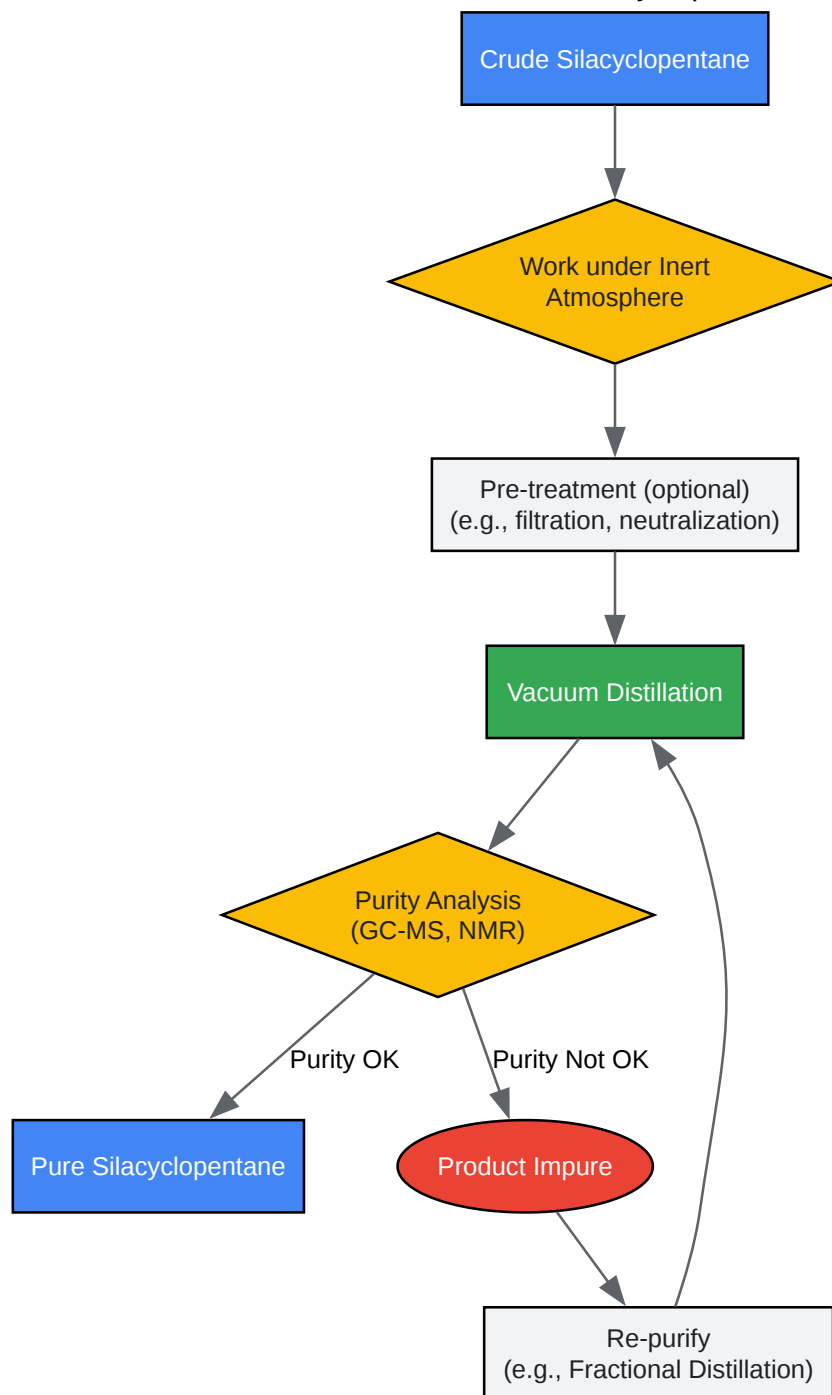 Crude Silacyclopentane
Work under Inert
Atmosphere
Pre-treatment (optional)
(e.g., filtration, neutralization)
Vacuum Distillation
Purity Analysis
(GC-MS, NMR)
Purity OK
Purity Not OK
Pure Silacyclopentane
Product Impure
Re-purify
(e.g., Fractional Distillation)